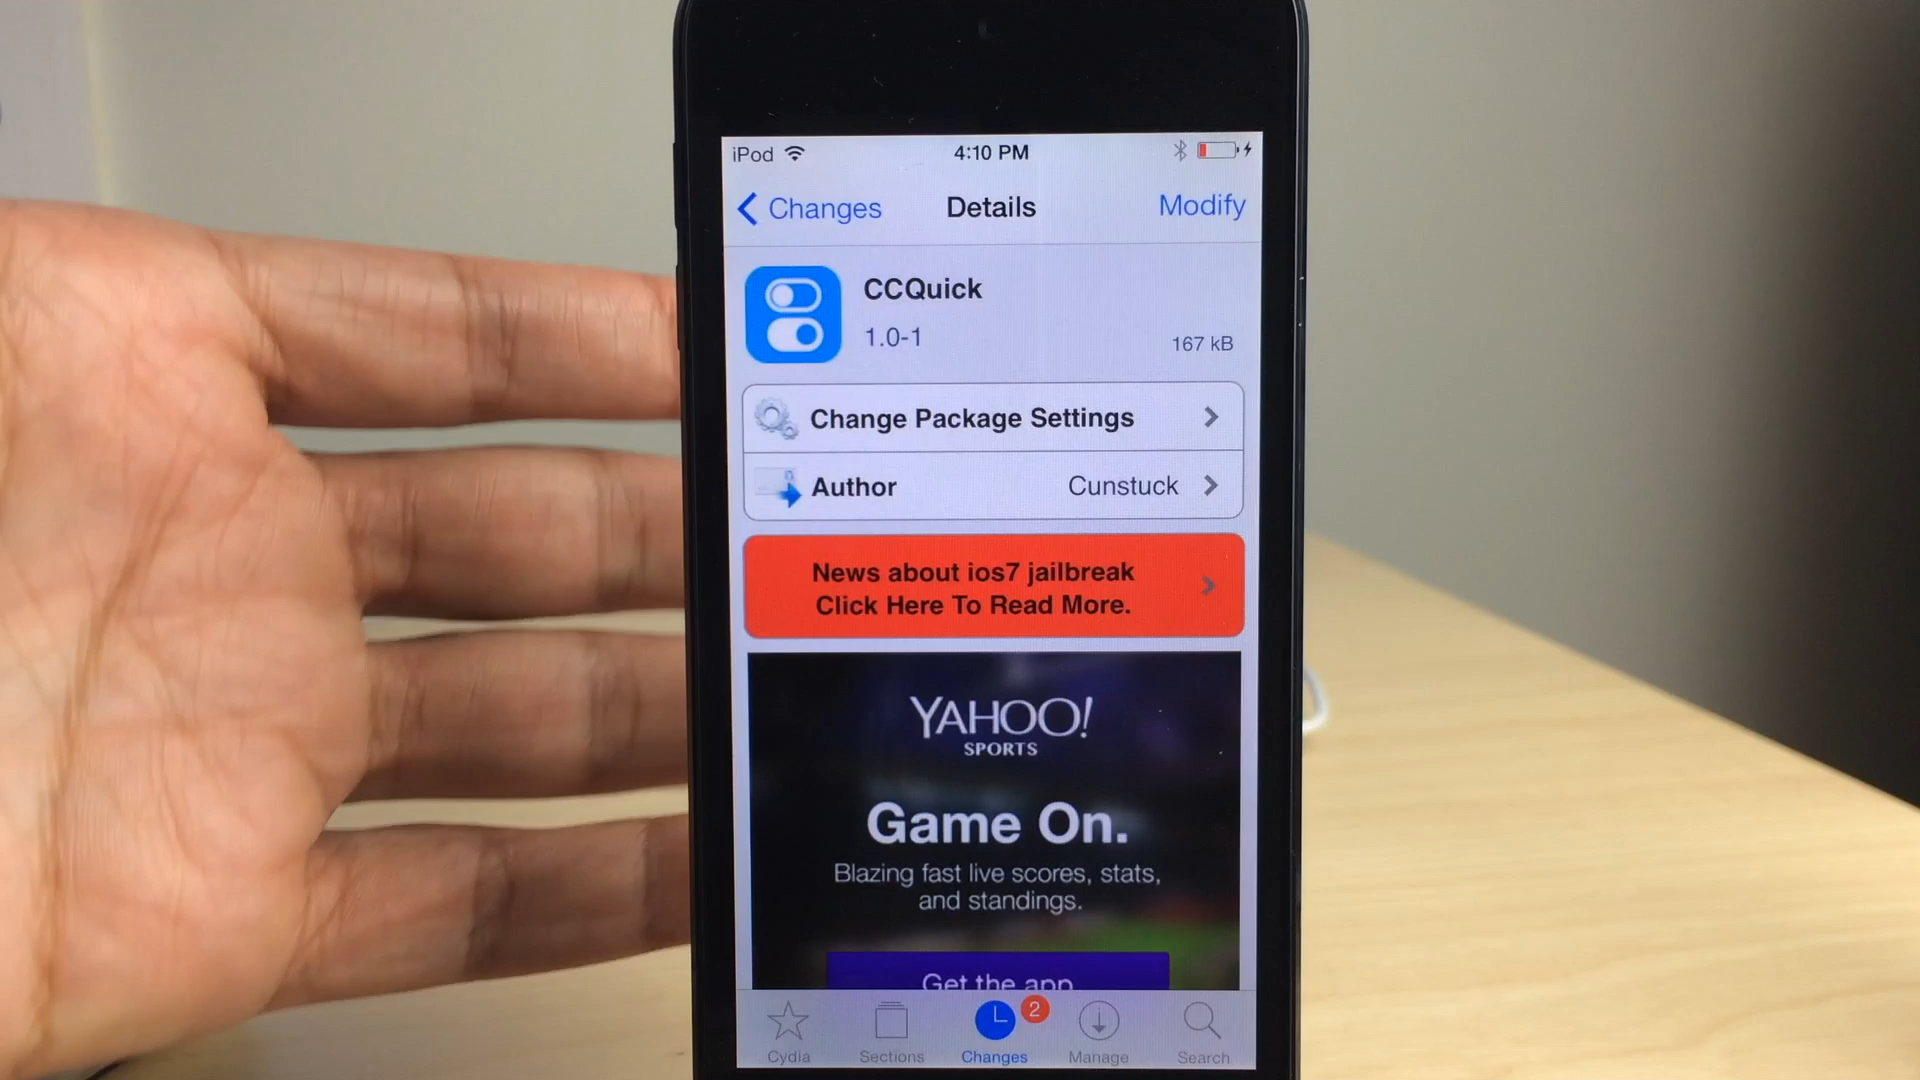 iPod 4:10 PM
Changes Details Modify
CCQuick
1.0-1 167 kB
Change Package Settings
Author Cunstuck
News about ios7 jailbreak
Click Here To Read More.
YAHOO!
SPORTS
Game On.
Blazing fast live scores, stats,
and standings.
Get the app
2
Cydia Sections Changes Manage Search